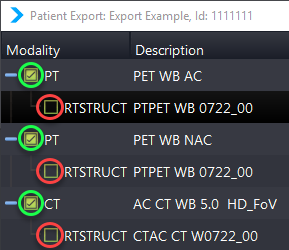 Patient Export: Export Example, Id: 1111111
Modality Description
PT PET WB AC
RTSTRUCT PTPET WB 0722_00
PT PET WB NAC
RTSTRUCT PTPET WB 0722_00
CT AC CT WB 5.0 HD_FoV
RTSTRUCT CTAC CT W0722_00